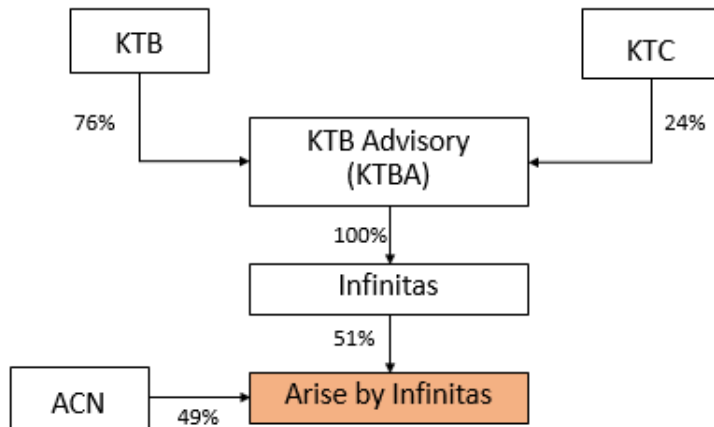 KTB
KTC
76%
24%
KTB Advisory
(KTBA)
100%
Infinitas
51%
Arise by Infinitas
ACN
49%